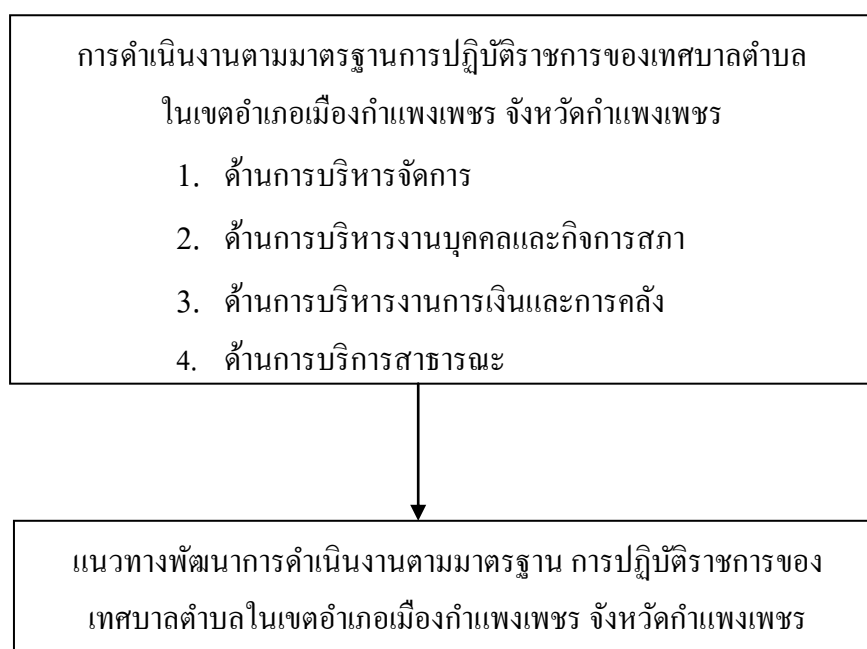 การดำเนินงานตามมาตรฐานการปฏิบัติราชการของเทศบาลตำบล
ในเขตอำเภอเมืองกำแพงเพชร จังหวัดกำแพงเพชร
1. ด้านการบริหารจัดการ
2. ด้านการบริหารงานบุคคลและกิจการสภา
3. ด้านการบริหารงานการเงินและการคลัง
4. ด้านการบริการสาธารณะ
แนวทางพัฒนาการดำเนินงานตามมาตรฐาน การปฏิบัติราชการของ
เทศบาลตำบลในเขตอำเภอเมืองกำแพงเพชร จังหวัดกำแพงเพชร